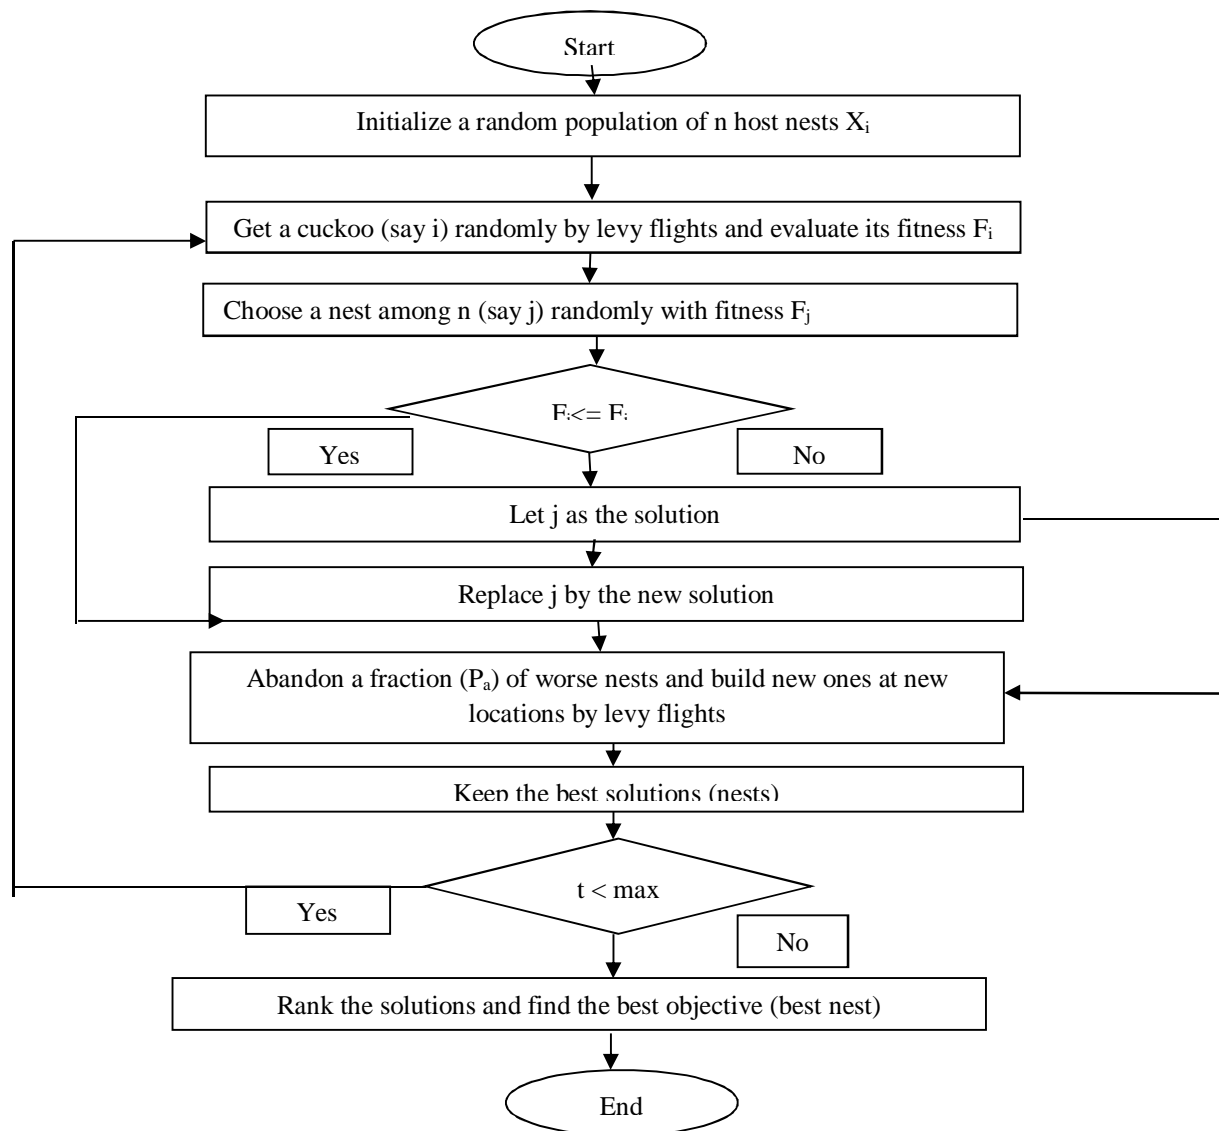 Start
Initialize a random population of n host nests Xᵢ
Get a cuckoo (say i) randomly by levy flights and evaluate its fitness Fᵢ
Choose a nest among n (say j) randomly with fitness Fⱼ
<=
Yes
No
Let j as the solution
Replace j by the new solution
Abandon a fraction (Pₐ) of worse nests and build new ones at new
locations by levy flights
Keep the best solutions (nests)
t < max
Yes
No
Rank the solutions and find the best objective (best nest)
End